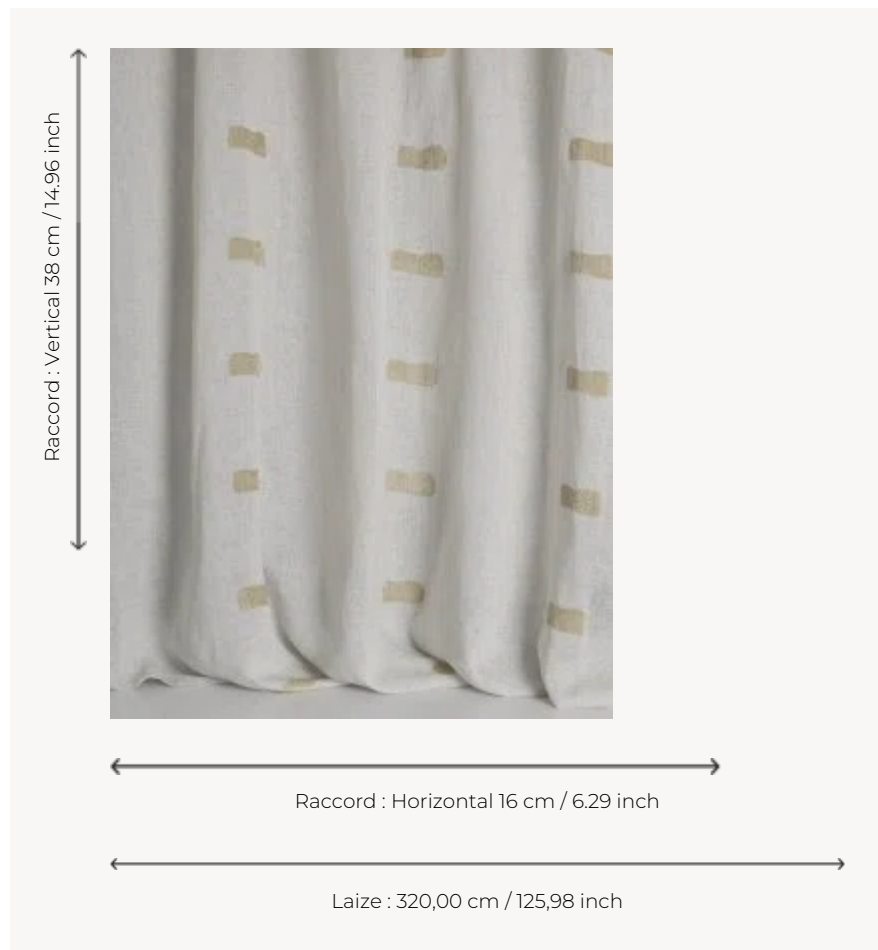 Raccord : Vertical 38 cm / 14.96 inch
Raccord : Horizontal 16 cm / 6.29 inch
Laize : 320,00 cm / 125,98 inch